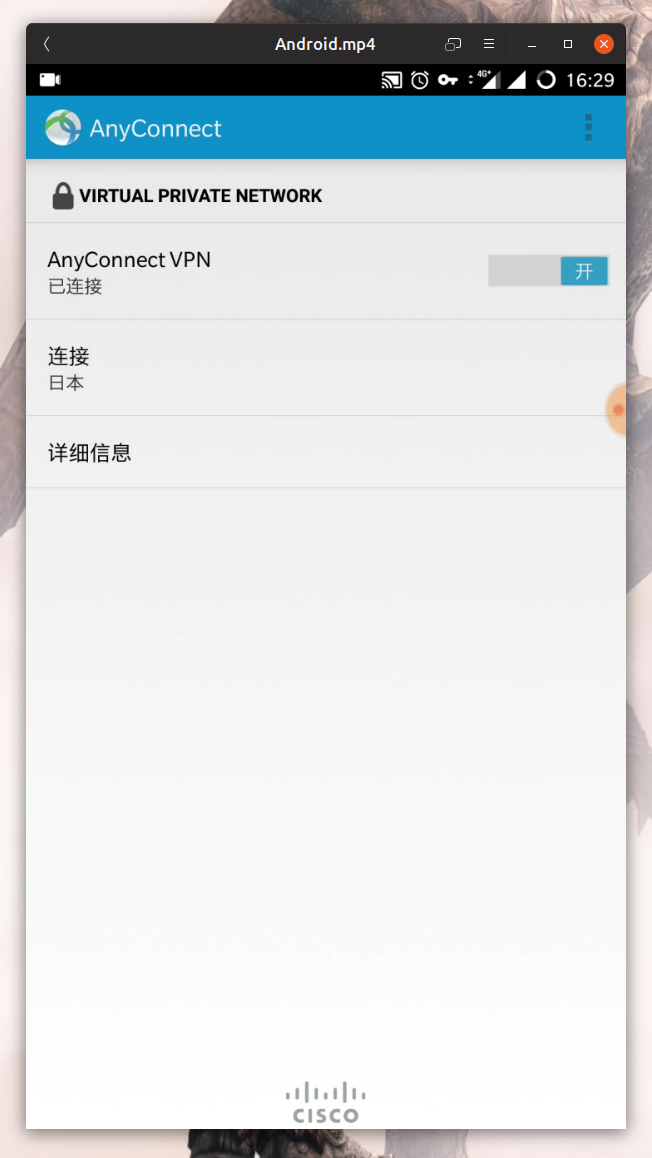 Android.mp4
4G+ 16:29
AnyConnect
VIRTUAL PRIVATE NETWORK
AnyConnect VPN
已连接
开
连接
日本
详细信息
CISCO